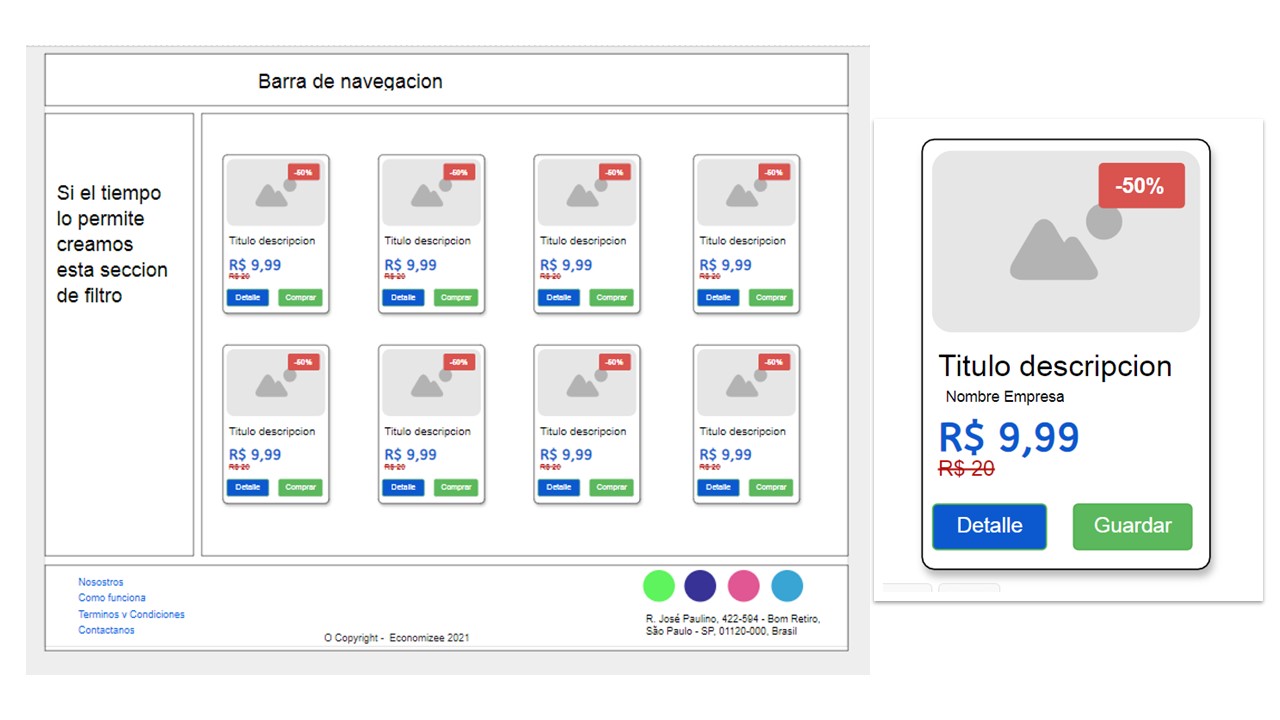 Barra de navegacion
Si el tiempo
lo permite
creamos
esta seccion
de filtro
-50% -50% -50% -50%
Titulo descripcion Titulo descripcion Titulo descripcion Titulo descripcion
R$ 9,99 R$ 9,99 R$ 9,99 R$ 9,99
R$ 20 R$ 20 R$ 20 R$ 20
Detalle Comprar Detalle Comprar Detalle Comprar Detalle Comprar
-50% -50% -50% -50%
Titulo descripcion Titulo descripcion Titulo descripcion Titulo descripcion
R$ 9,99 R$ 9,99 R$ 9,99 R$ 9,99
R$ 20 R$ 20 R$ 20 R$ 20
Detalle Comprar Detalle Comprar Detalle Comprar Detalle Comprar
Nosostros
Como funciona
Terminos v Condiciones
Contactanos
O Copyright - Economizee 2021
R. José Paulino, 422-594 - Bom Retiro,
São Paulo - SP, 01120-000, Brasil
-50%
Titulo descripcion
Nombre Empresa
R$ 9,99
R$ 20
Detalle Guardar